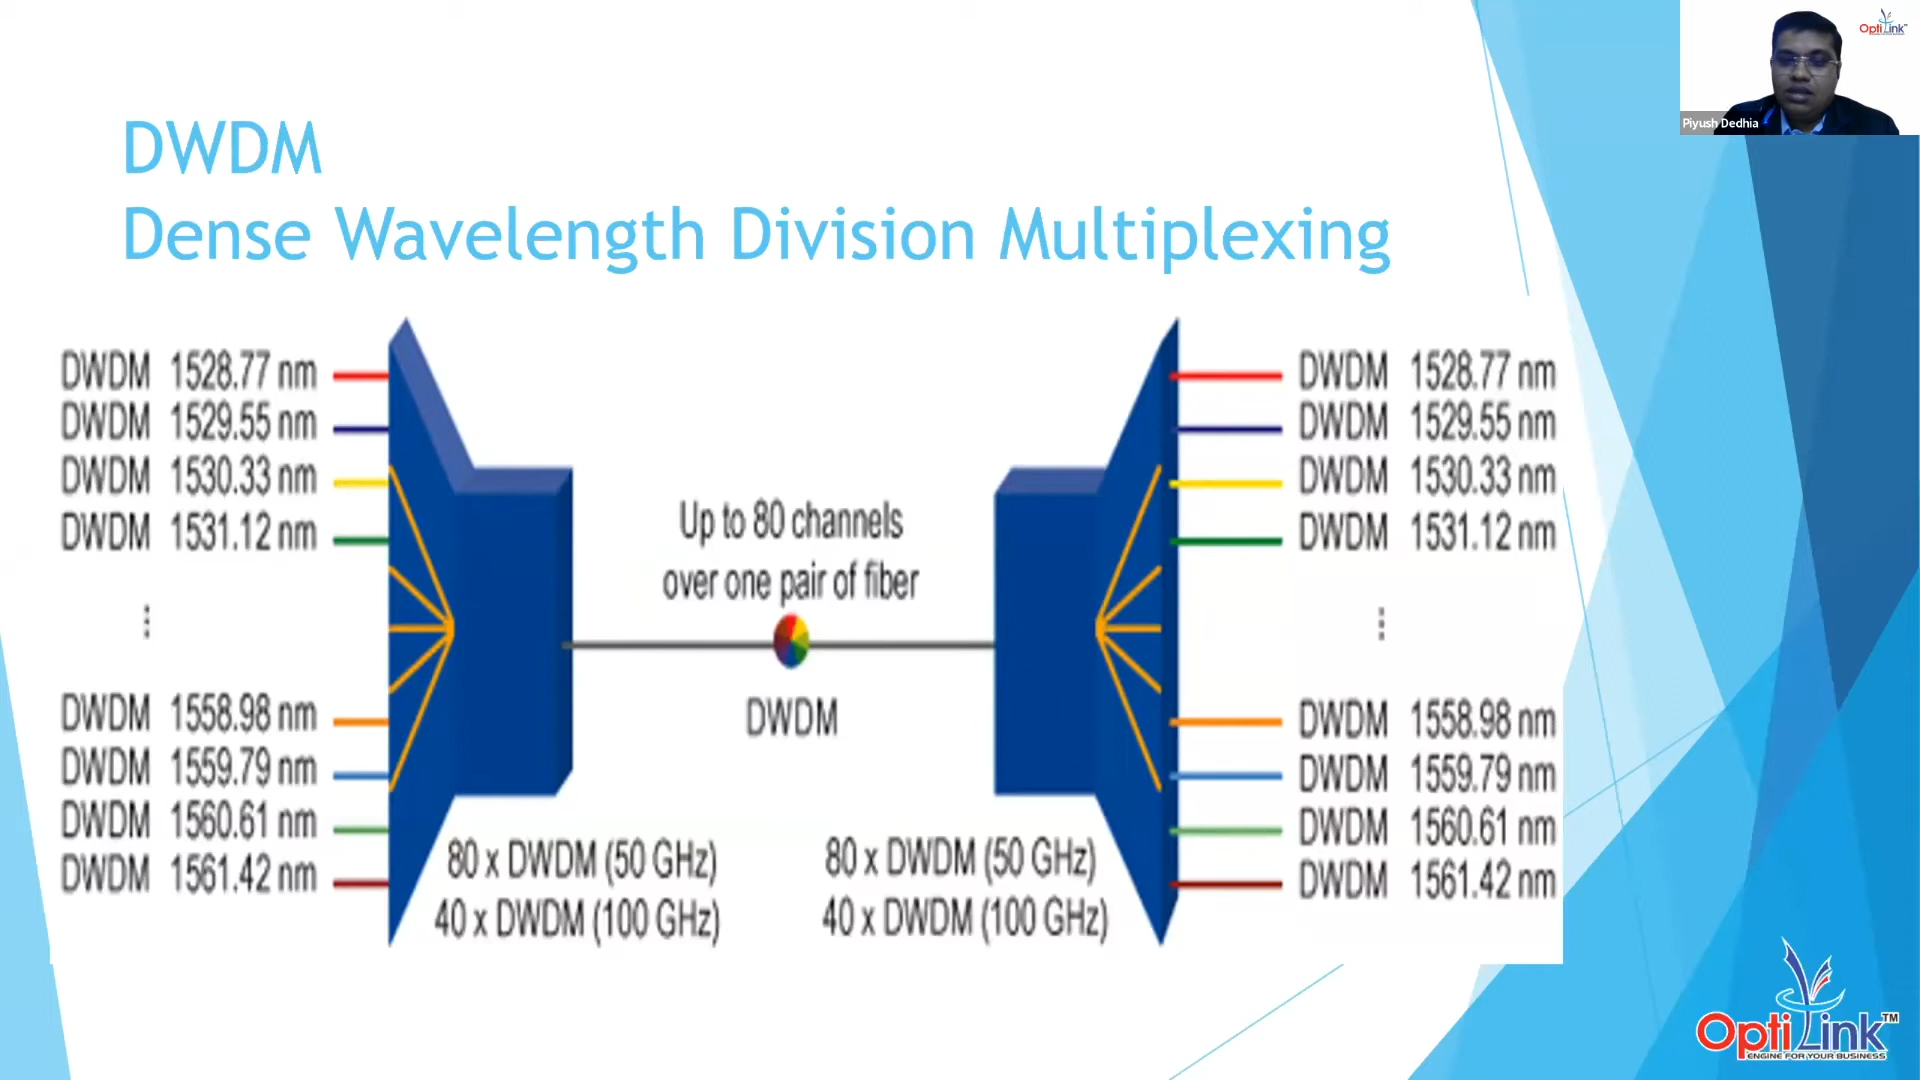 DWDM
Dense Wavelength Division Multiplexing
OptiLink™
Piyush Dedhia
DWDM 1528.77 nm
DWDM 1529.55 nm
DWDM 1530.33 nm
DWDM 1531.12 nm
⋮
DWDM 1558.98 nm
DWDM 1559.79 nm
DWDM 1560.61 nm
DWDM 1561.42 nm
Up to 80 channels
over one pair of fiber
DWDM
80 x DWDM (50 GHz)
40 x DWDM (100 GHz)
80 x DWDM (50 GHz)
40 x DWDM (100 GHz)
DWDM 1528.77 nm
DWDM 1529.55 nm
DWDM 1530.33 nm
DWDM 1531.12 nm
⋮
DWDM 1558.98 nm
DWDM 1559.79 nm
DWDM 1560.61 nm
DWDM 1561.42 nm
OptiLink™
ENGINE FOR YOUR BUSINESS